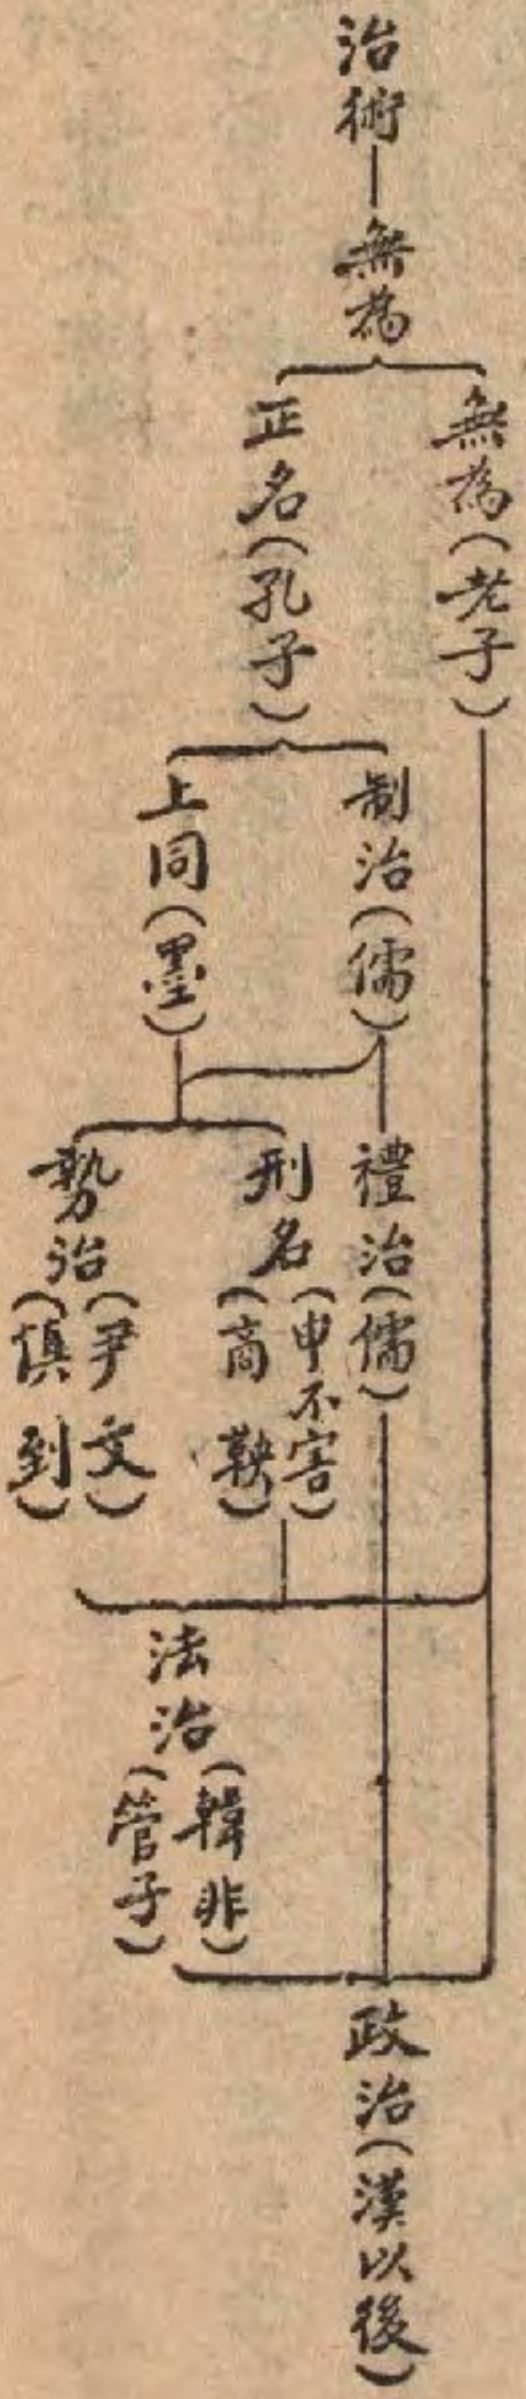 治術—無為
無為(老子)
正名(孔子)
制治(儒)
上同(墨)
禮治(儒)
刑名(申不害)(商鞅)
勢治(尹文)(慎到)
法治(韓非)(管子)
政治(漢以後)